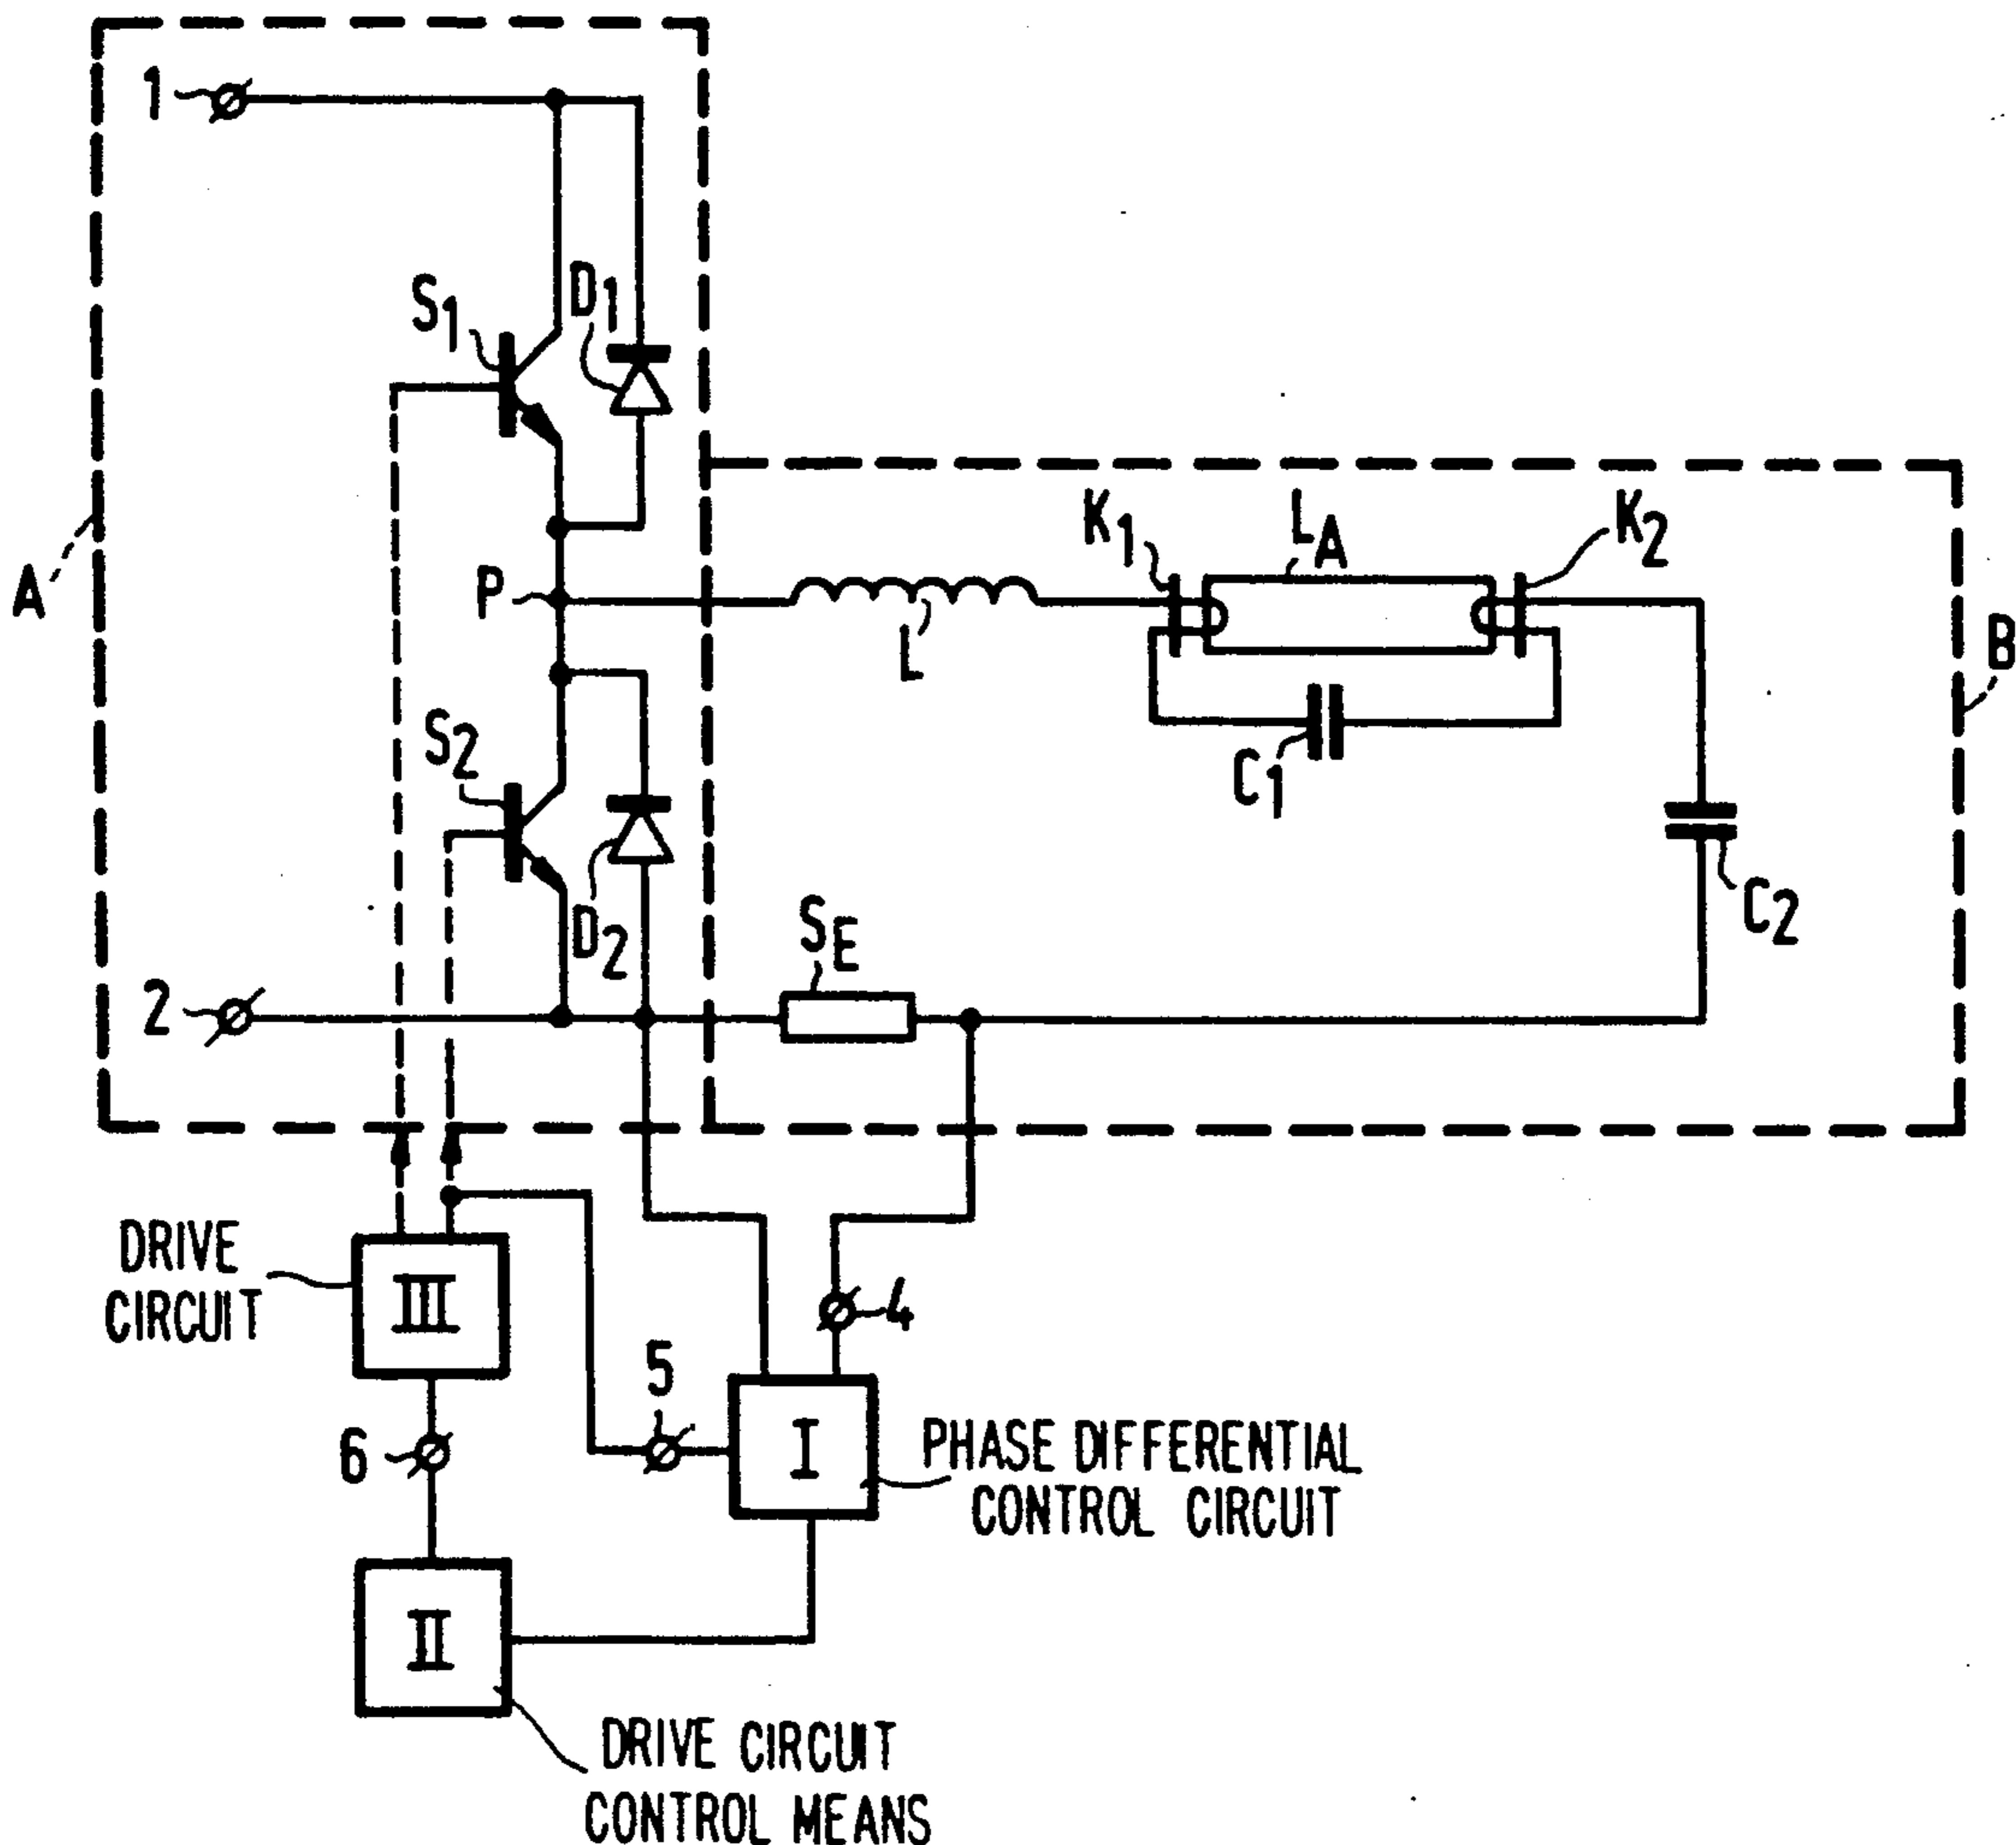 1
S1
D1
A
P
L
K1
LA
K2
B
C1
S2
D2
C2
2
SE
DRIVE
CIRCUIT
III
4
5
6
I
PHASE DIFFERENTIAL
CONTROL CIRCUIT
II
DRIVE CIRCUIT
CONTROL MEANS